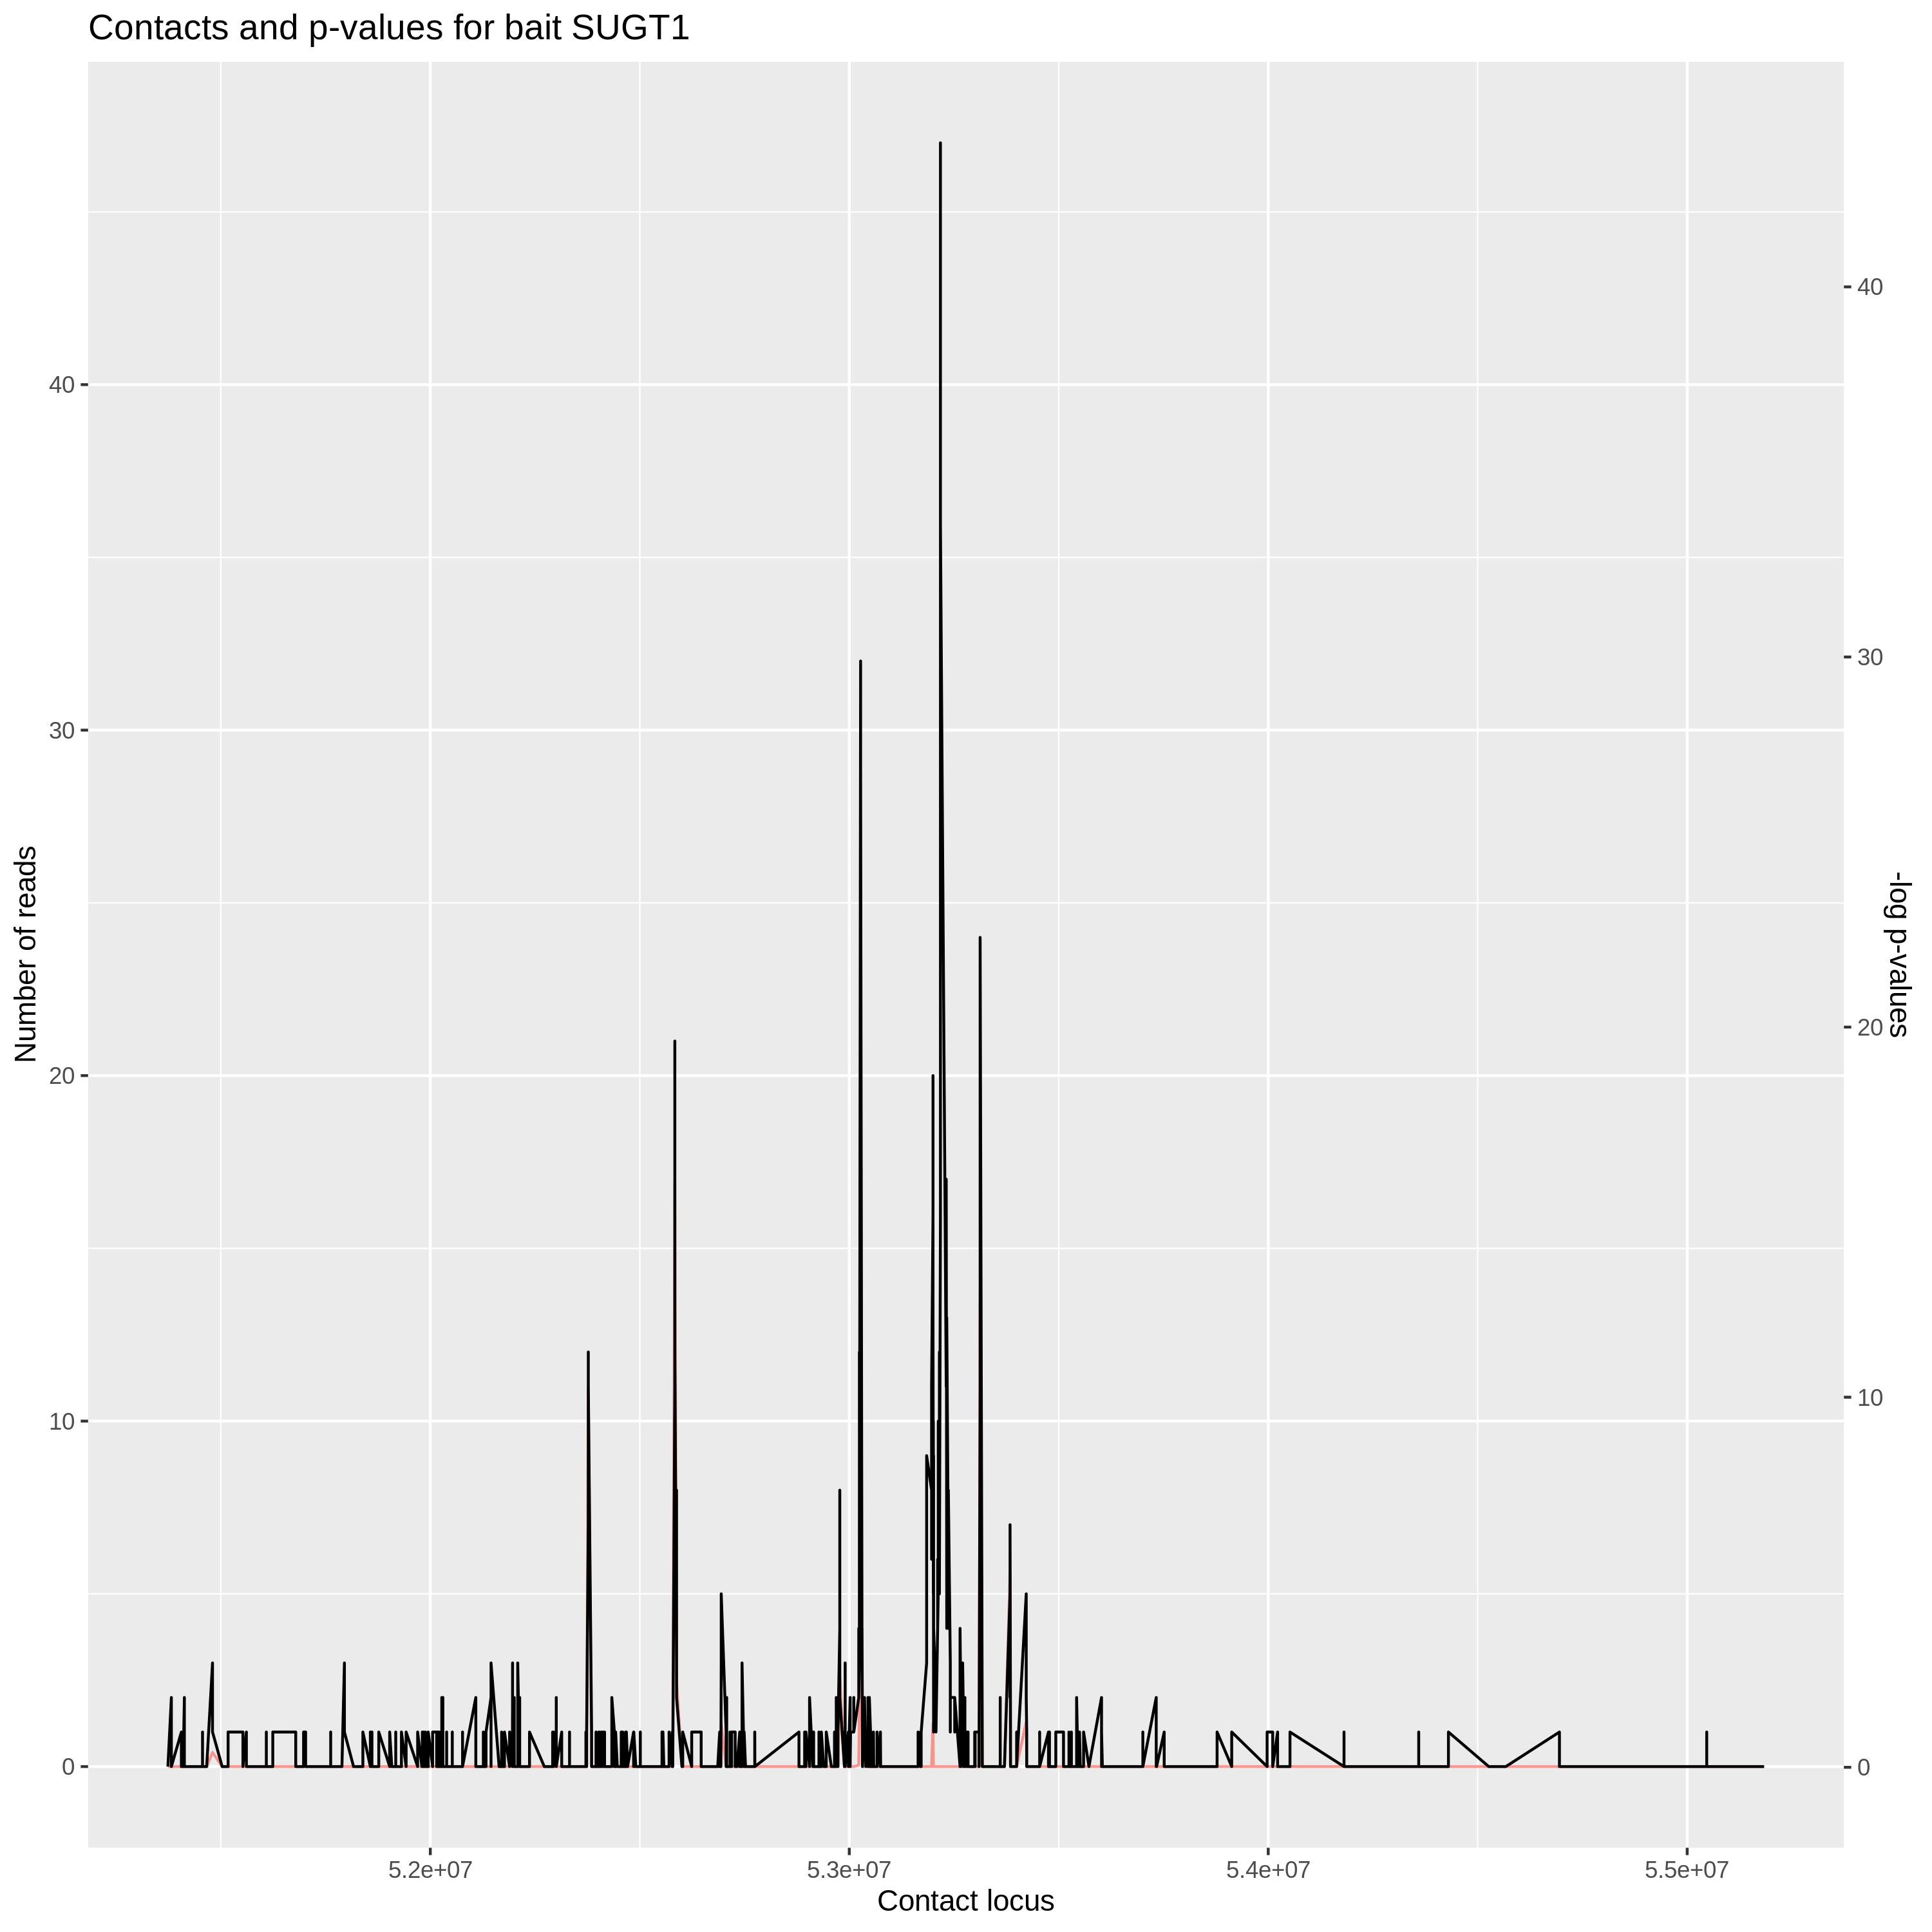 Contacts and p-values for bait SUGT1
Number of reads
40
30
20
10
0
40
30
20
10
0
-log p-values
5.2e+07
5.3e+07
5.4e+07
5.5e+07
Contact locus